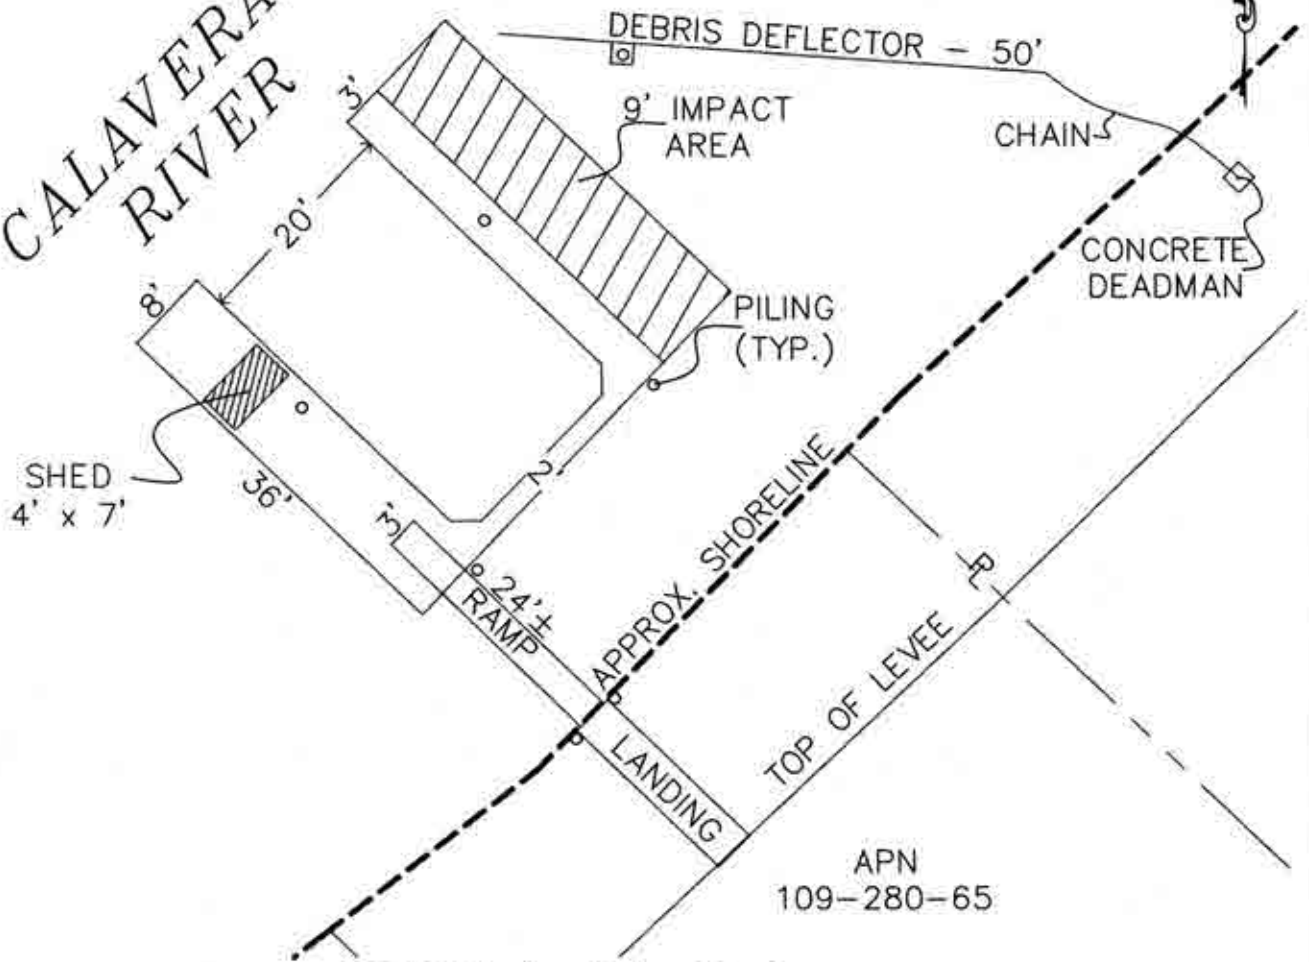 CALAVERA
RIVER
DEBRIS DEFLECTOR - 50'
3'
9' IMPACT
AREA
CHAIN
20'
CONCRETE
DEADMAN
8'
PILING
(TYP.)
SHED
4' x 7'
36'
2'
3'
24'±
RAMP
APPROX. SHORELINE
PL
LANDING
TOP OF LEVEE
APN
109-280-65